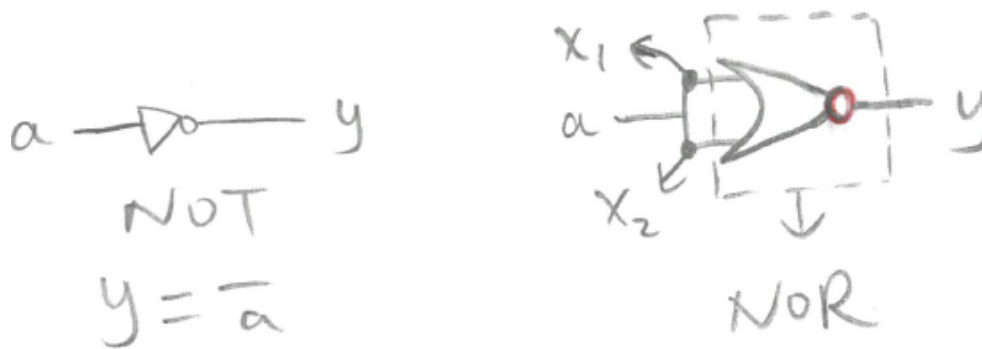 a y
NOT
y = a̅
x₁
a y
x₂
NOR